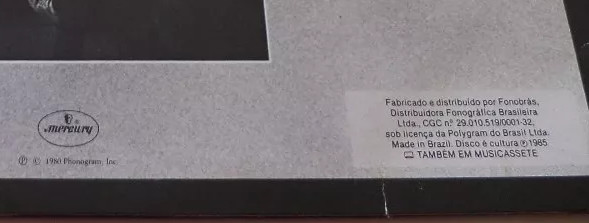 mercury
℗ © 1980 Phonogram, Inc.
Fabricado e distribuído por Fonobrás,
Distribuidora Fonográfica Brasileira
Ltda., CGC nº 29.010.519/0001-32,
sob licença da Polygram do Brasil Ltda.
Made in Brazil. Disco é cultura ℗ 1985
TAMBÉM EM MUSICASSETE